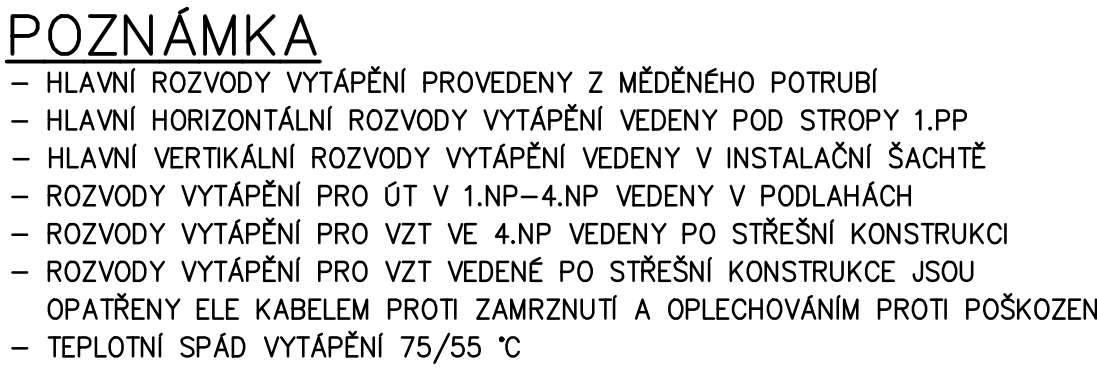 POZNÁMKA
– HLAVNÍ ROZVODY VYTÁPĚNÍ PROVEDENY Z MĚDĚNÉHO POTRUBÍ
– HLAVNÍ HORIZONTÁLNÍ ROZVODY VYTÁPĚNÍ VEDENY POD STROPY 1.PP
– HLAVNÍ VERTIKÁLNÍ ROZVODY VYTÁPĚNÍ VEDENY V INSTALAČNÍ ŠACHTĚ
– ROZVODY VYTÁPĚNÍ PRO ÚT V 1.NP–4.NP VEDENY V PODLAHÁCH
– ROZVODY VYTÁPĚNÍ PRO VZT VE 4.NP VEDENY PO STŘEŠNÍ KONSTRUKCI
– ROZVODY VYTÁPĚNÍ PRO VZT VEDENÉ PO STŘEŠNÍ KONSTRUKCE JSOU
OPATŘENY ELE KABELEM PROTI ZAMRZNUTÍ A OPLECHOVÁNÍM PROTI POŠKOZEN
– TEPLOTNÍ SPÁD VYTÁPĚNÍ 75/55 °C